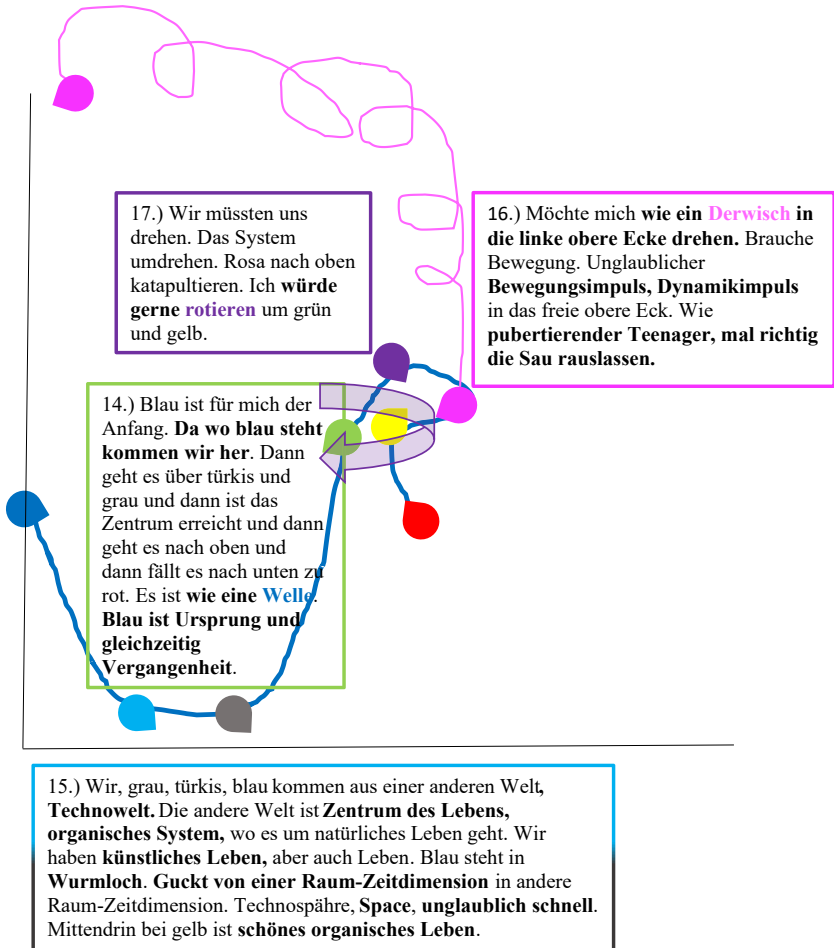 17.) Wir müssten uns
drehen. Das System
umdrehen. Rosa nach oben
katapultieren. Ich würde
gerne rotieren um grün
und gelb.
16.) Möchte mich wie ein Derwisch in
die linke obere Ecke drehen. Brauche
Bewegung. Unglaublicher
Bewegungsimpuls, Dynamikimpuls
in das freie obere Eck. Wie
pubertierender Teenager, mal richtig
die Sau rauslassen.
14.) Blau ist für mich der
Anfang. Da wo blau steht
kommen wir her. Dann
geht es über türkis und
grau und dann ist das
Zentrum erreicht und dann
geht es nach oben und
dann fällt es nach unten zu
rot. Es ist wie eine Welle.
Blau ist Ursprung und
gleichzeitig
Vergangenheit.
15.) Wir, grau, türkis, blau kommen aus einer anderen Welt,
Technowelt. Die andere Welt ist Zentrum des Lebens,
organisches System, wo es um natürliches Leben geht. Wir
haben künstliches Leben, aber auch Leben. Blau steht in
Wurmloch. Guckt von einer Raum-Zeitdimension in andere
Raum-Zeitdimension. Technospähre, Space, unglaublich schnell.
Mittendrin bei gelb ist schönes organisches Leben.